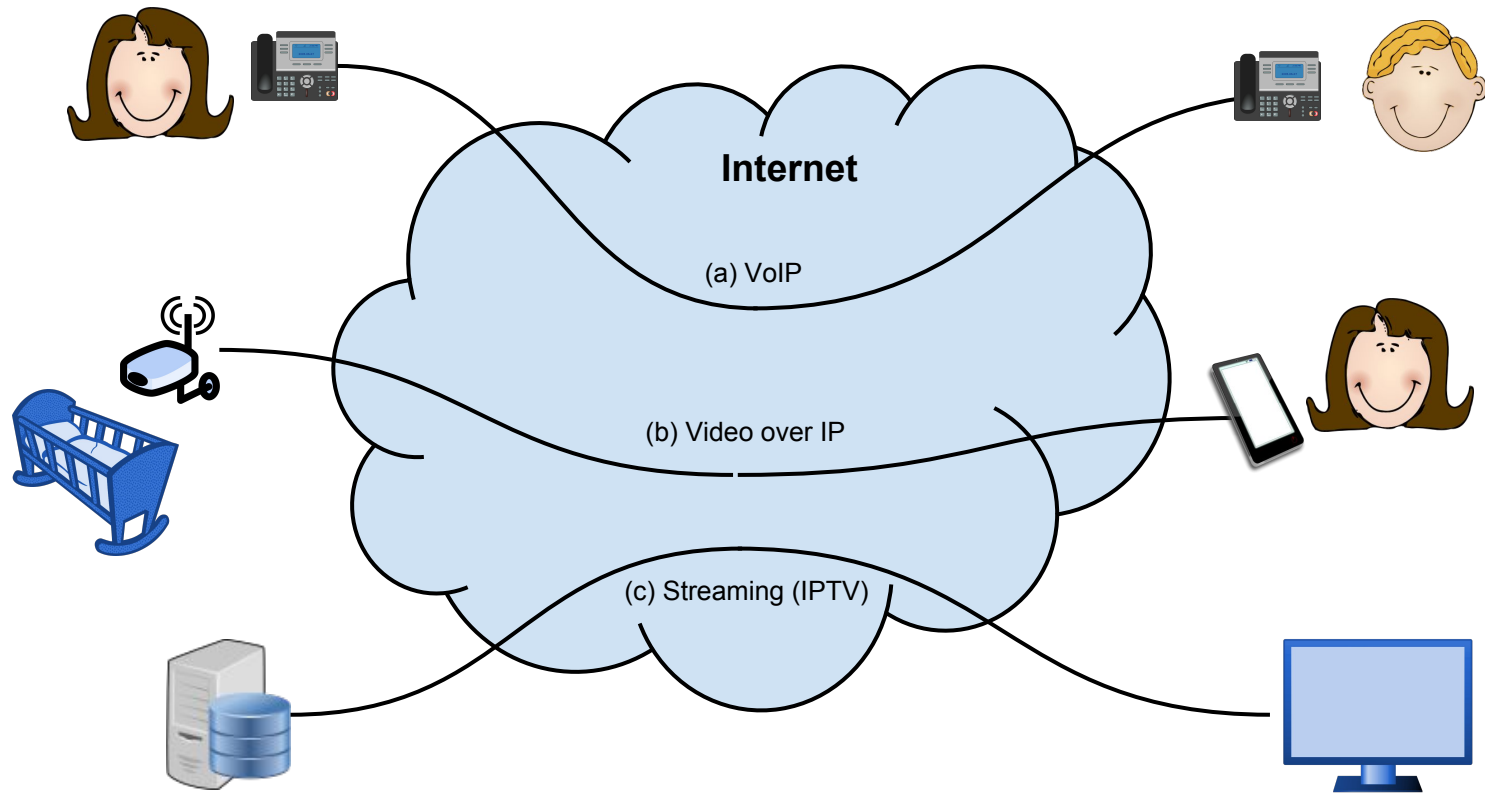 Internet
(a) VoIP
(b) Video over IP
(c) Streaming (IPTV)